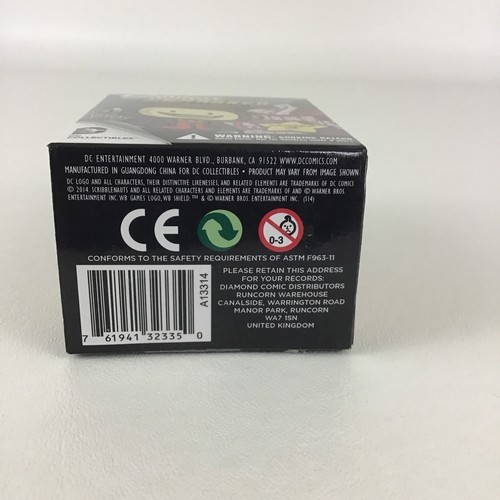 COLLECTIBLES
WARNING:
DC ENTERTAINMENT 4000 WARNER BLVD., BURBANK, CA 91522 WWW.DCCOMICS.COM
MANUFACTURED IN GUANGDONG CHINA FOR DC COLLECTIBLES • PRODUCT MAY VARY FROM IMAGE SHOWN
DC LOGO AND ALL CHARACTERS, THEIR DISTINCTIVE LIKENESSES, AND RELATED ELEMENTS ARE TRADEMARKS OF DC COMICS
© 2014. SCRIBBLENAUTS AND ALL RELATED CHARACTERS AND ELEMENTS ARE TRADEMARKS OF AND © WARNER BROS.
ENTERTAINMENT INC. WB GAMES LOGO, WB SHIELD: ™ & © WARNER BROS. ENTERTAINMENT INC. (S14)
CE
0-3
CONFORMS TO THE SAFETY REQUIREMENTS OF ASTM F963-11
A13314
7 61941 32335 0
PLEASE RETAIN THIS ADDRESS
FOR YOUR RECORDS:
DIAMOND COMIC DISTRIBUTORS
RUNCORN WAREHOUSE
CANALSIDE, WARRINGTON ROAD
MANOR PARK, RUNCORN
WA7 1SN
UNITED KINGDOM